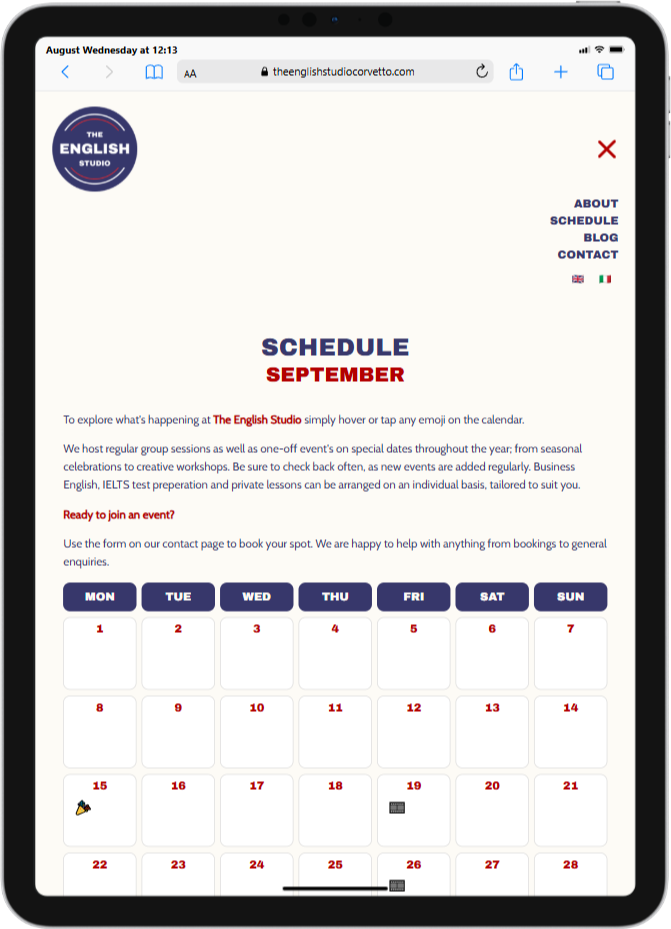 August Wednesday at 12:13
AA
theenglishstudiocorvetto.com
THE
ENGLISH
STUDIO
ABOUT
SCHEDULE
BLOG
CONTACT
SCHEDULE
SEPTEMBER
To explore what's happening at The English Studio simply hover or tap any emoji on the calendar.
We host regular group sessions as well as one-off event's on special dates throughout the year; from seasonal
celebrations to creative workshops. Be sure to check back often, as new events are added regularly. Business
English, IELTS test preperation and private lessons can be arranged on an individual basis, tailored to suit you.
Ready to join an event?
Use the form on our contact page to book your spot. We are happy to help with anything from bookings to general
enquiries.
MON TUE WED THU FRI SAT SUN
1 2 3 4 5 6 7
8 9 10 11 12 13 14
15 16 17 18 19 20 21
22 23 24 25 26 27 28